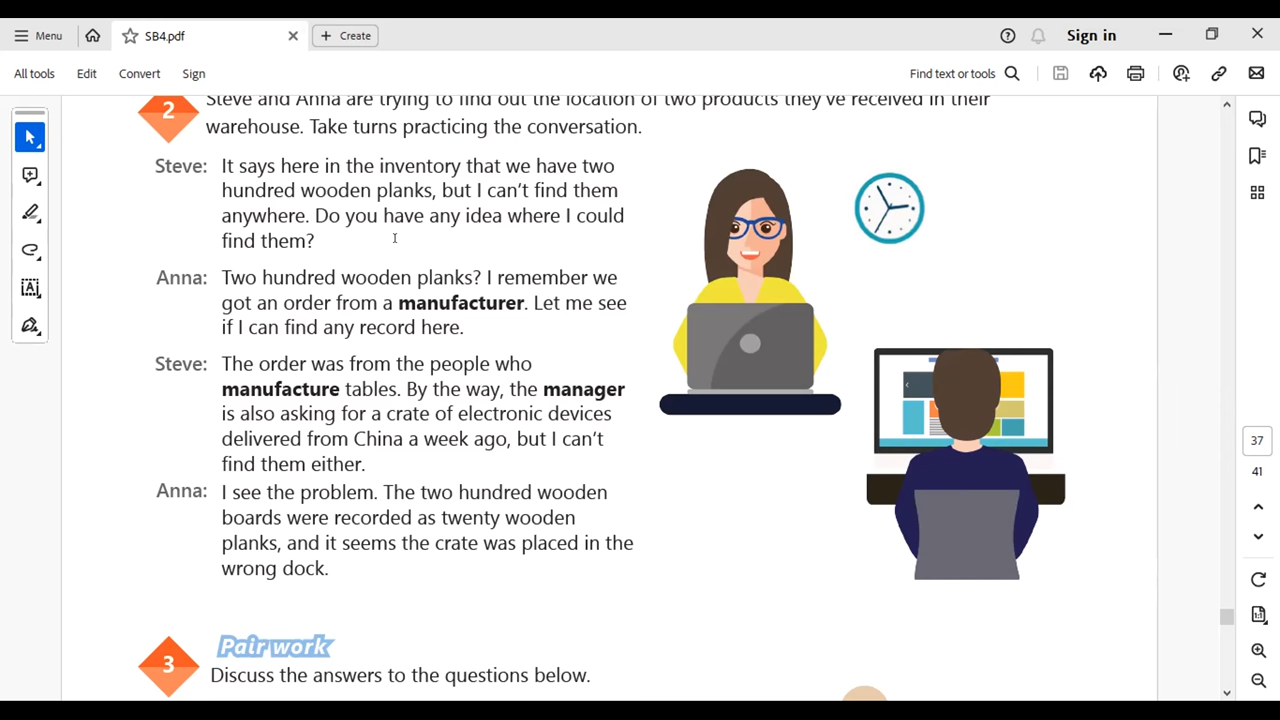 Menu
SB4.pdf
Create
Sign in
All tools
Edit
Convert
Sign
Find text or tools
2
Steve and Anna are trying to find out the location of two products they've received in their
warehouse. Take turns practicing the conversation.
Steve: It says here in the inventory that we have two
hundred wooden planks, but I can't find them
anywhere. Do you have any idea where I could
find them?
Anna: Two hundred wooden planks? I remember we
got an order from a manufacturer. Let me see
if I can find any record here.
Steve: The order was from the people who
manufacture tables. By the way, the manager
is also asking for a crate of electronic devices
delivered from China a week ago, but I can't
find them either.
Anna: I see the problem. The two hundred wooden
boards were recorded as twenty wooden
planks, and it seems the crate was placed in the
wrong dock.
3
Pair work
Discuss the answers to the questions below.
37
41